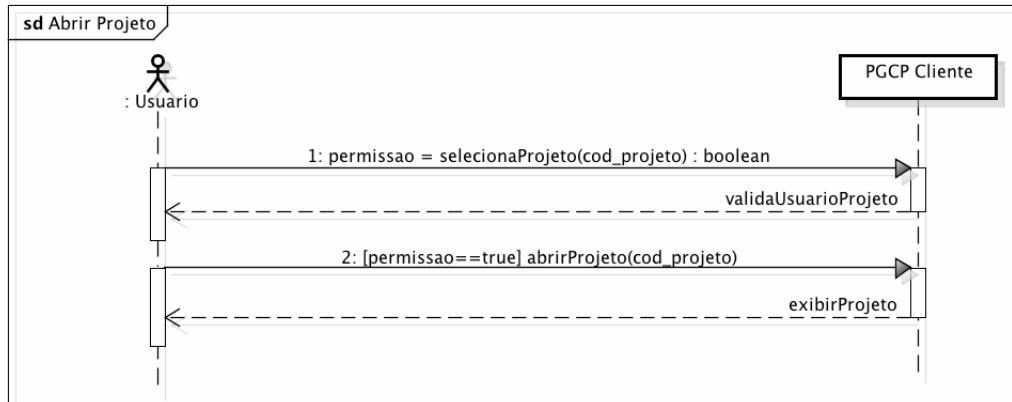 sd Abrir Projeto
: Usuario
PGCP Cliente
1: permissao = selecionaProjeto(cod_projeto) : boolean
validaUsuarioProjeto
2: [permissao==true] abrirProjeto(cod_projeto)
exibirProjeto